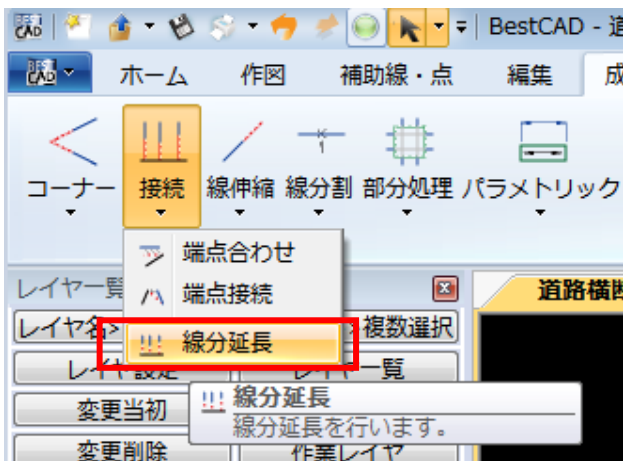 BEST CAD BestCAD - 道
BEST CAD ホーム 作図 補助線・点 編集 成
コーナー 接続 線伸縮 線分割 部分処理 パラメトリック
端点合わせ
レイヤー覧
端点接続
道路横断
レイヤ名> >複数選択
線分延長
レイヤ設定 レイヤ一覧
変更当初
線分延長
線分延長を行います。
変更削除 作業レイヤ